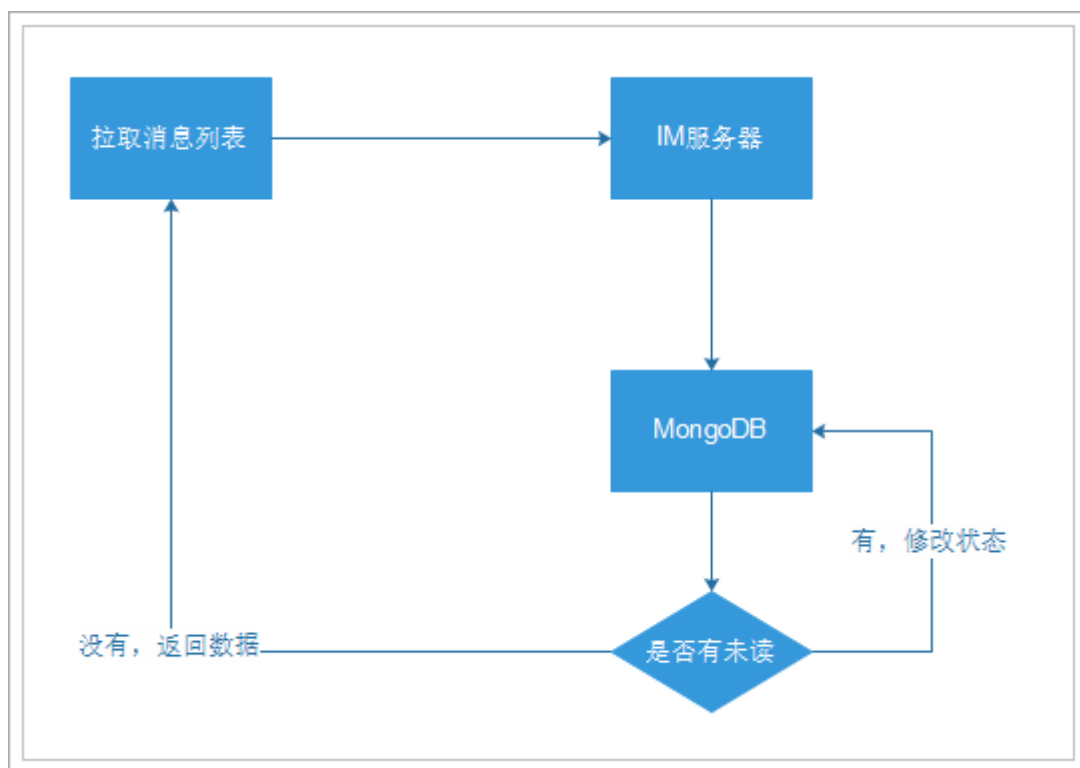 拉取消息列表
IM服务器
MongoDB
有，修改状态
没有，返回数据
是否有未读